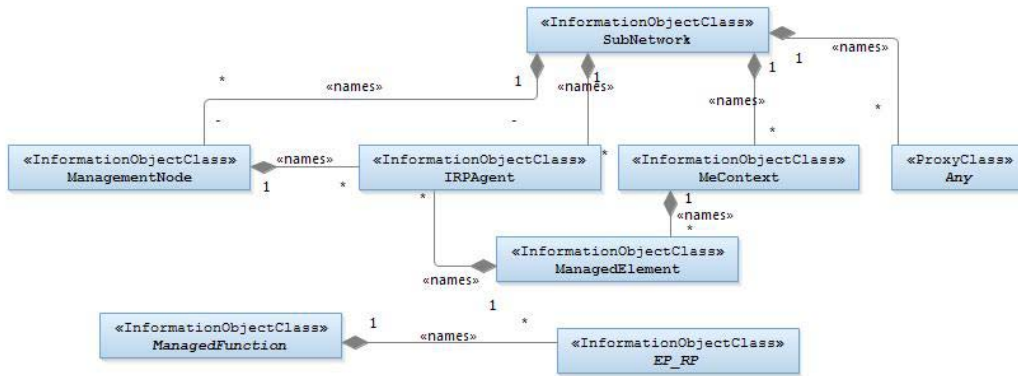 «InformationObjectClass»
SubNetwork
*
«names»
1
1
«names»
1
«names»
1
*
*
-
-
*
«InformationObjectClass»
ManagementNode
«names»
1
*
«InformationObjectClass»
IRPAgent
*
«InformationObjectClass»
MeContext
1
«names»
*
«ProxyClass»
Any
«InformationObjectClass»
ManagedElement
«names»
1
«InformationObjectClass»
ManagedFunction
1
«names»
*
«InformationObjectClass»
EP_RP